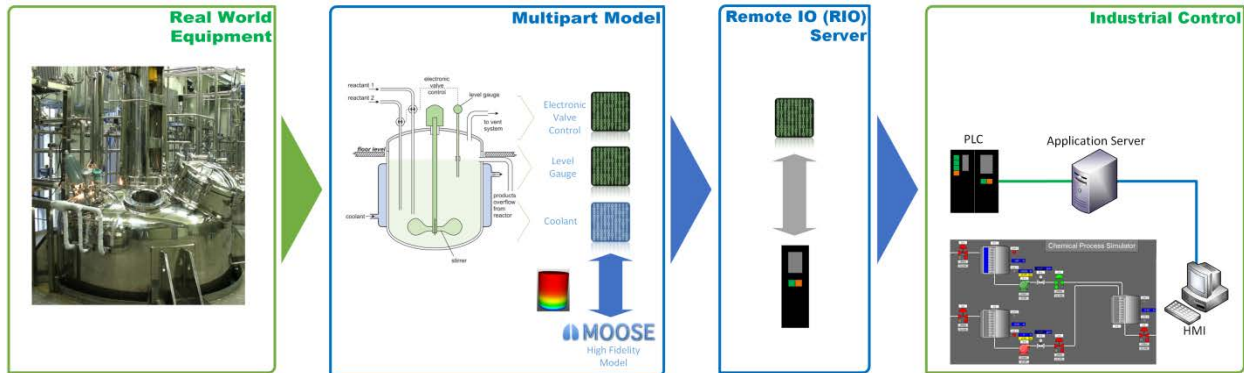 Real World
Equipment
Multipart Model
reactant 1
reactant 2
electronic
valve
control
level gauge
to vent
system
floor level
products
overflow
from
reactor
coolant
stirrer
Electronic
Valve
Control
Level
Gauge
Coolant
MOOSE
High Fidelity
Model
Remote IO (RIO)
Server
Industrial Control
PLC
Application Server
Chemical Process Simulator
HMI